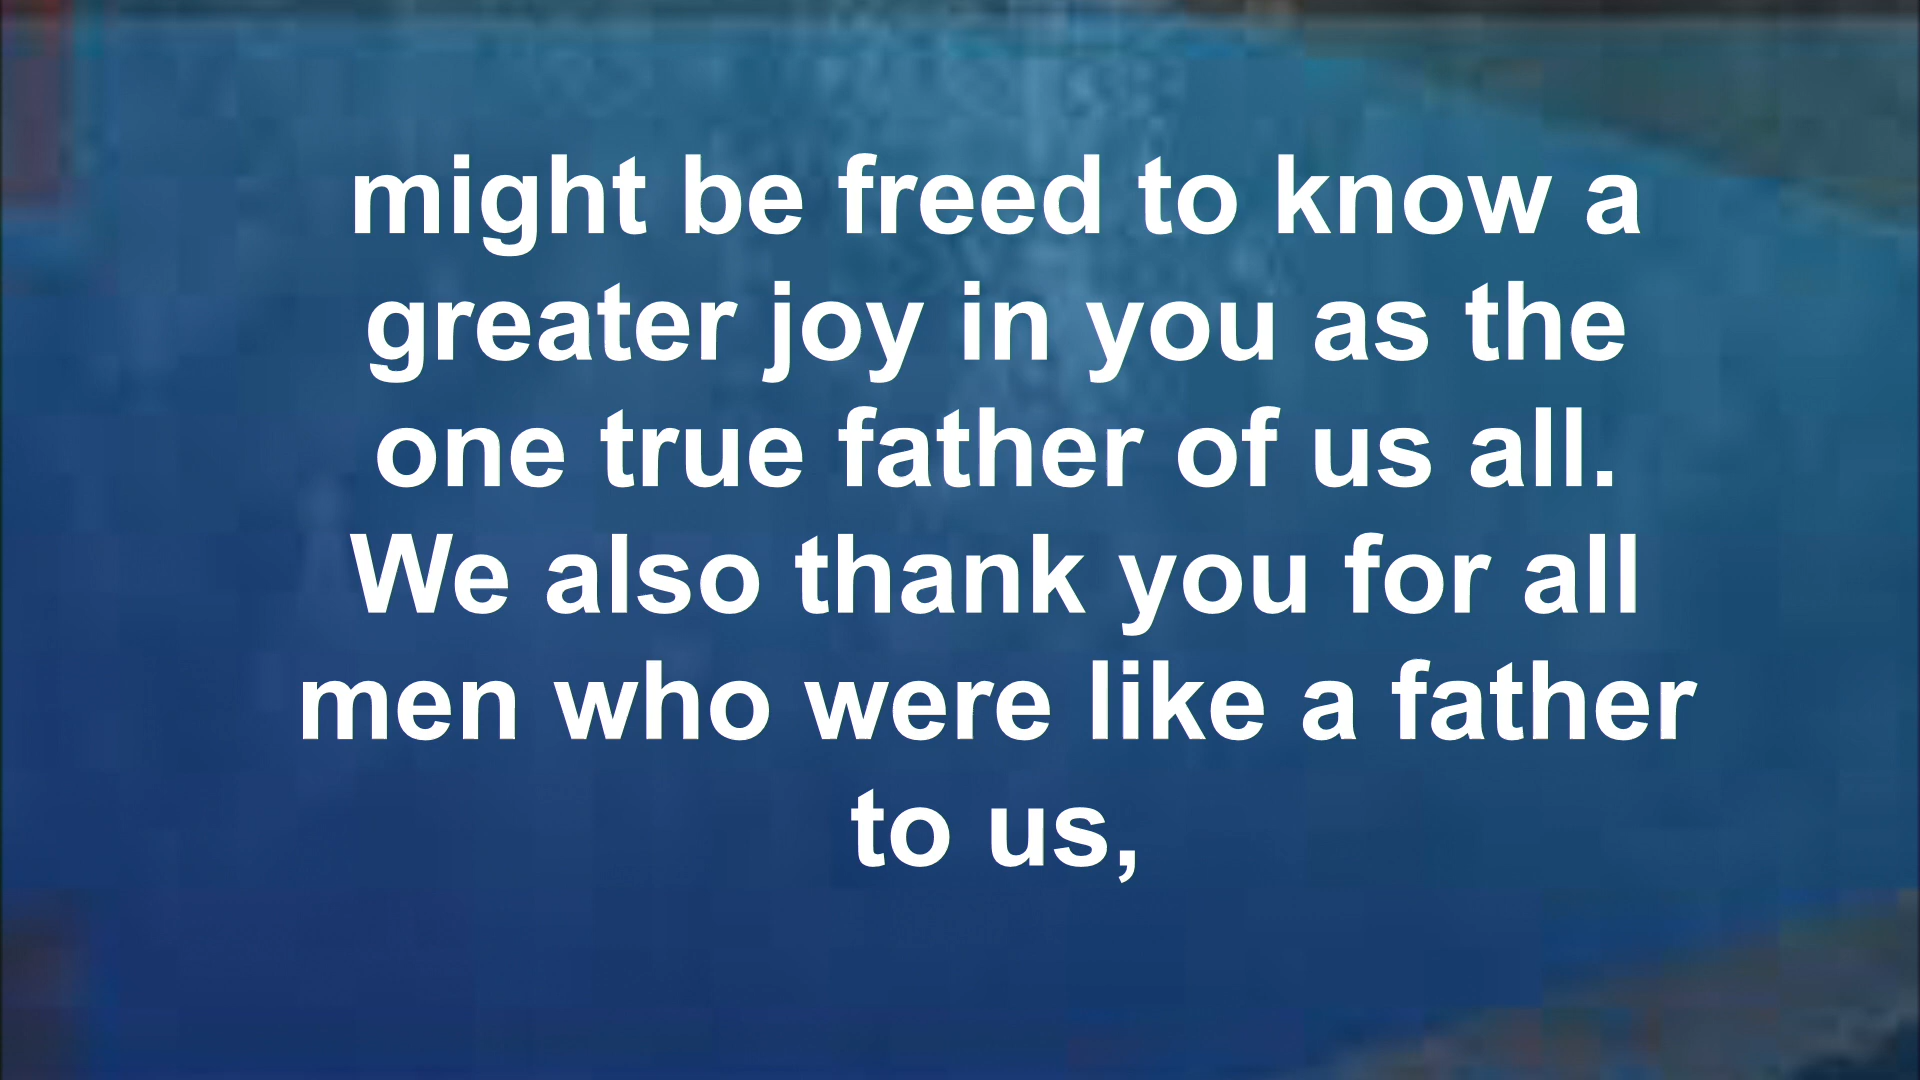 might be freed to know a
greater joy in you as the
one true father of us all.
We also thank you for all
men who were like a father
to us,